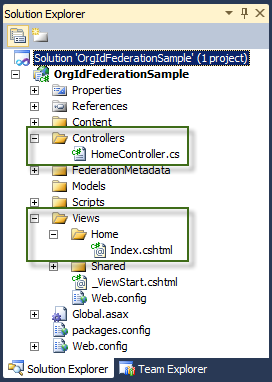 Solution Explorer
Solution 'OrgIdFederationSample' (1 project)
OrgIdFederationSample
Properties
References
Content
Controllers
HomeController.cs
FederationMetadata
Models
Scripts
Views
Home
Index.cshtml
Shared
_ViewStart.cshtml
Web.config
Global.asax
packages.config
Web.config
Solution Explorer
Team Explorer